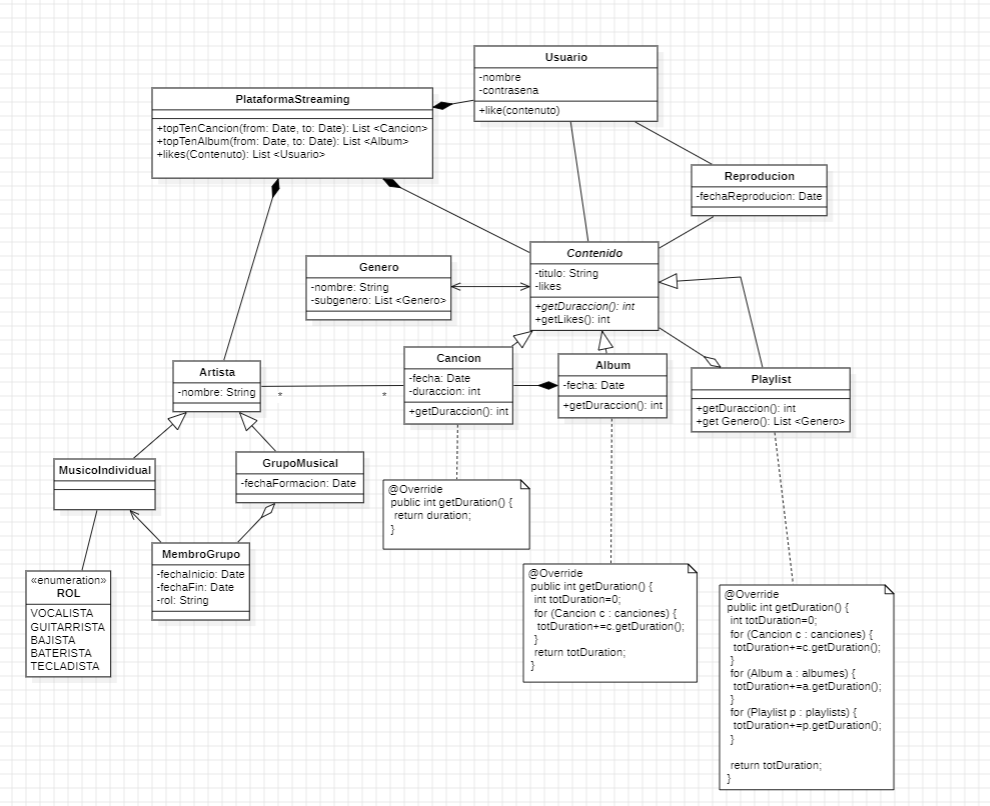 Usuario
-nombre
-contrasena
+like(contenuto)
PlataformaStreaming
+topTenCancion(from: Date, to: Date): List <Cancion>
+topTenAlbum(from: Date, to: Date): List <Album>
+likes(Contenuto): List <Usuario>
Reproducion
-fechaReproducion: Date
Contenido
-titulo: String
-likes
+getDuraccion(): int
+getLikes(): int
Genero
-nombre: String
-subgenero: List <Genero>
Artista
-nombre: String
*
*
Cancion
-fecha: Date
-duraccion: int
+getDuraccion(): int
Album
-fecha: Date
+getDuraccion(): int
Playlist
+getDuraccion(): int
+get Genero(): List <Genero>
MusicoIndividual
GrupoMusical
-fechaFormacion: Date
MembroGrupo
-fechaInicio: Date
-fechaFin: Date
-rol: String
«enumeration»
ROL
VOCALISTA
GUITARRISTA
BAJISTA
BATERISTA
TECLADISTA
@Override
public int getDuration() {
return duration;
}
@Override
public int getDuration() {
int totDuration=0;
for (Cancion c : canciones) {
totDuration+=c.getDuration();
}
return totDuration;
}
@Override
public int getDuration() {
int totDuration=0;
for (Cancion c : canciones) {
totDuration+=c.getDuration();
}
for (Album a : albumes) {
totDuration+=a.getDuration();
}
for (Playlist p : playlists) {
totDuration+=p.getDuration();
}
return totDuration;
}